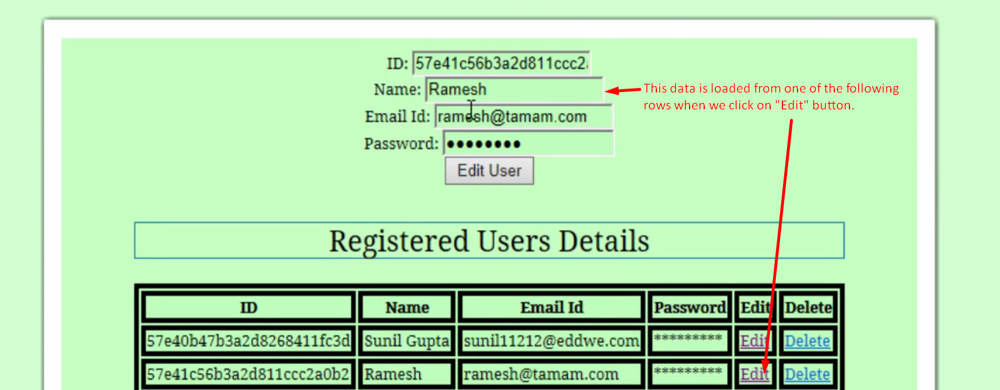 ID: 57e41c56b3a2d811ccc2
Name: Ramesh
This data is loaded from one of the following
rows when we click on "Edit" button.
Email Id: ramesh@tamam.com
Password: ••••••••
Edit User
Registered Users Details
ID Name Email Id Password Edit Delete
57e40b47b3a2d8268411fc3d Sunil Gupta sunil11212@eddwe.com ********* Edit Delete
57e41c56b3a2d811ccc2a0b2 Ramesh ramesh@tamam.com ********* Edit Delete